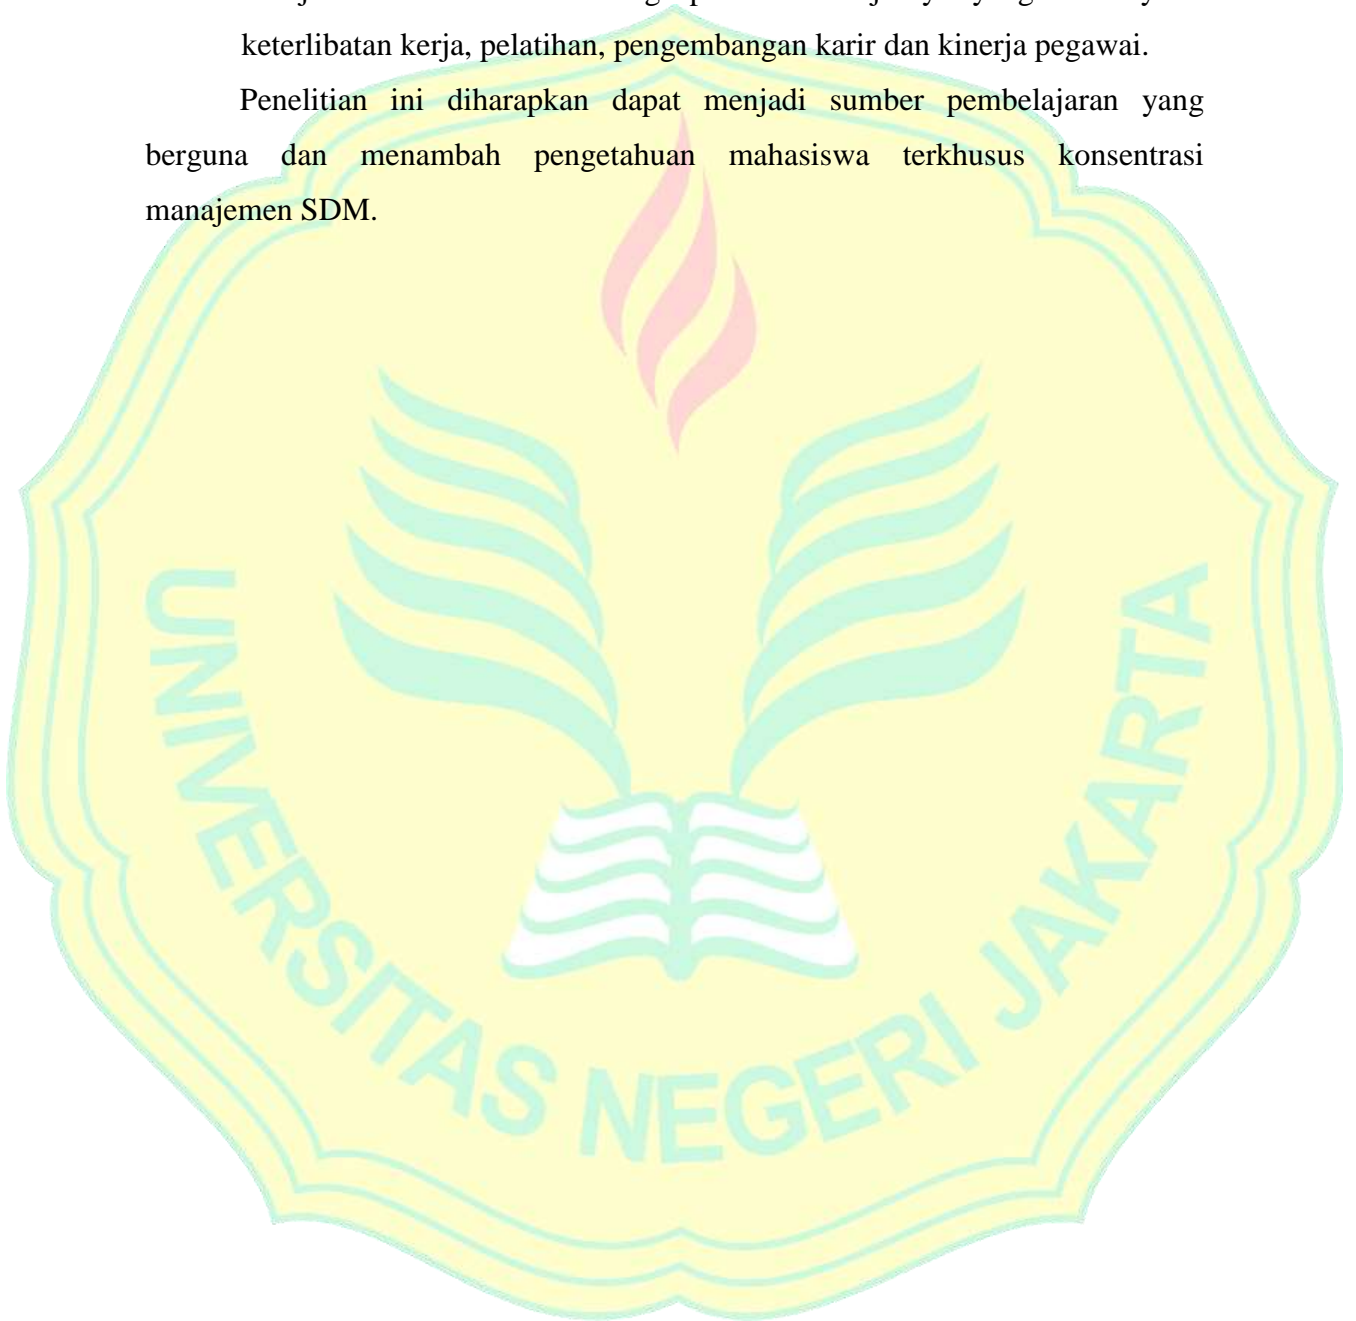 keterlibatan kerja, pelatihan, pengembangan karir dan kinerja pegawai.
Penelitian ini diharapkan dapat menjadi sumber pembelajaran yang
berguna dan menambah pengetahuan mahasiswa terkhusus konsentrasi
manajemen SDM.
UNIVERSITAS NEGERI JAKARTA